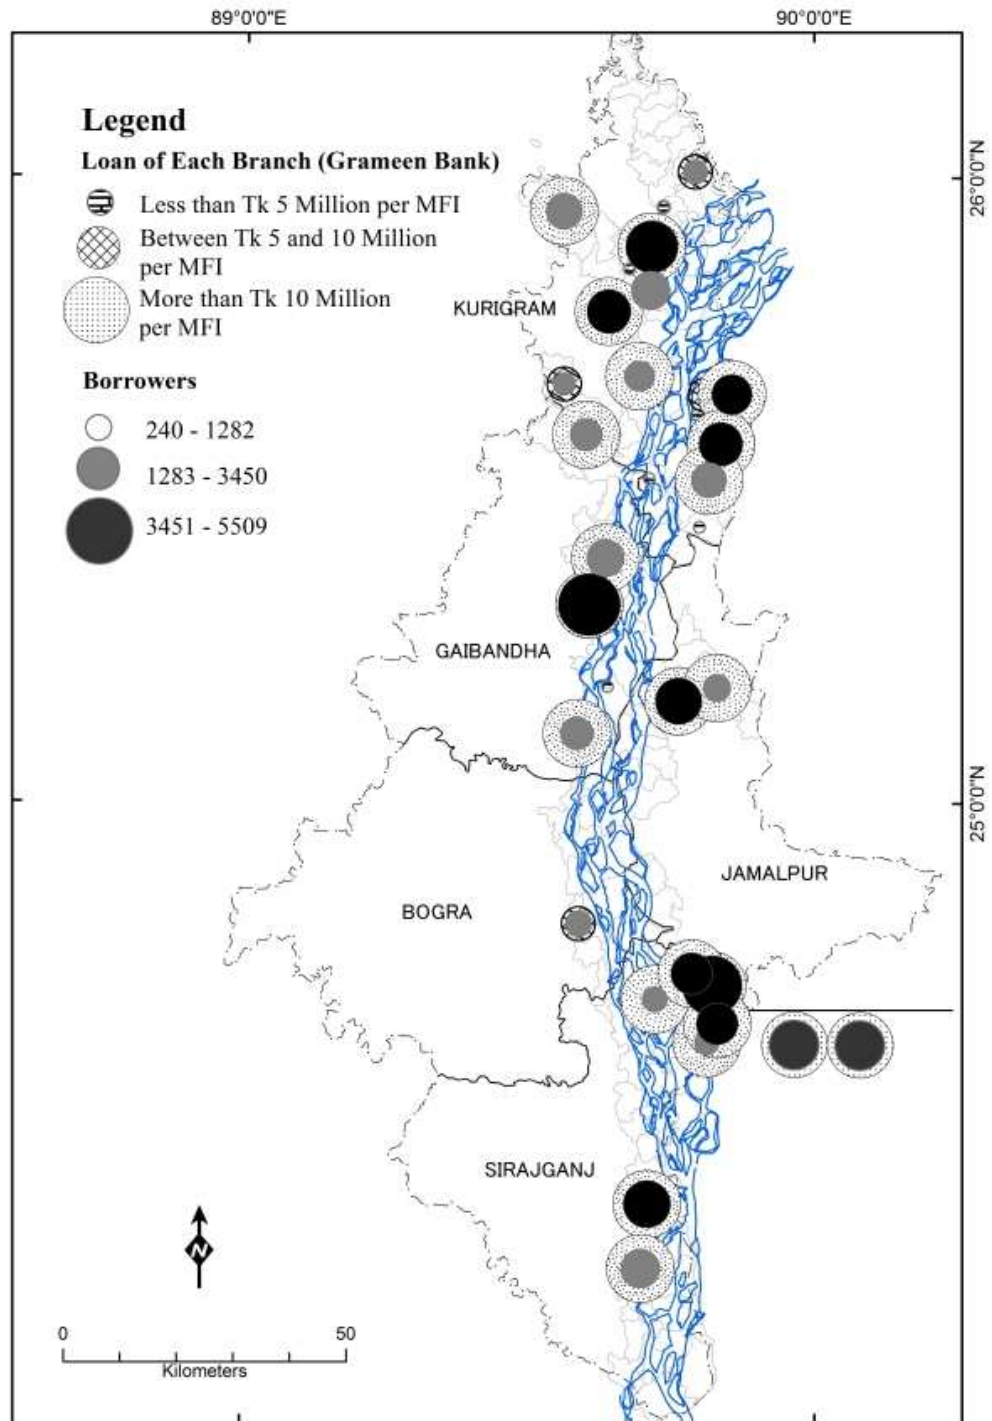 89°0'0"E
90°0'0"E
Legend
Loan of Each Branch (Grameen Bank)
Less than Tk 5 Million per MFI
Between Tk 5 and 10 Million
per MFI
More than Tk 10 Million
per MFI
Borrowers
240 - 1282
1283 - 3450
3451 - 5509
26°0'0"N
KURIGRAM
GAIBANDHA
25°0'0"N
JAMALPUR
BOGRA
SIRAJGANJ
N
0
50
Kilometers